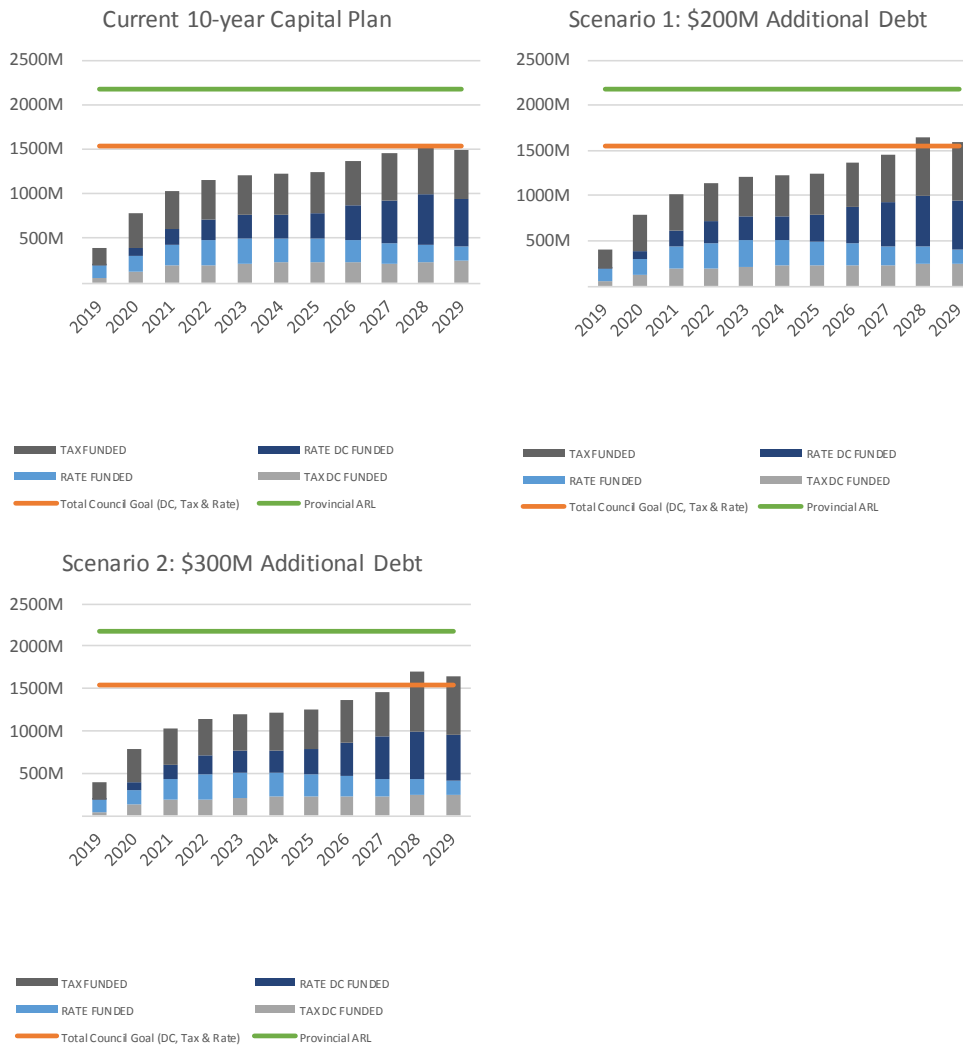 Current 10-year Capital Plan
2500M
2000M
1500M
1000M
500M
2019 2020 2021 2022 2023 2024 2025 2026 2027 2028 2029
TAX FUNDED RATE DC FUNDED
RATE FUNDED TAX DC FUNDED
Total Council Goal (DC, Tax & Rate) Provincial ARL
Scenario 1: $200M Additional Debt
2500M
2000M
1500M
1000M
500M
2019 2020 2021 2022 2023 2024 2025 2026 2027 2028 2029
TAX FUNDED RATE DC FUNDED
RATE FUNDED TAX DC FUNDED
Total Council Goal (DC, Tax & Rate) Provincial ARL
Scenario 2: $300M Additional Debt
2500M
2000M
1500M
1000M
500M
2019 2020 2021 2022 2023 2024 2025 2026 2027 2028 2029
TAX FUNDED RATE DC FUNDED
RATE FUNDED TAX DC FUNDED
Total Council Goal (DC, Tax & Rate) Provincial ARL